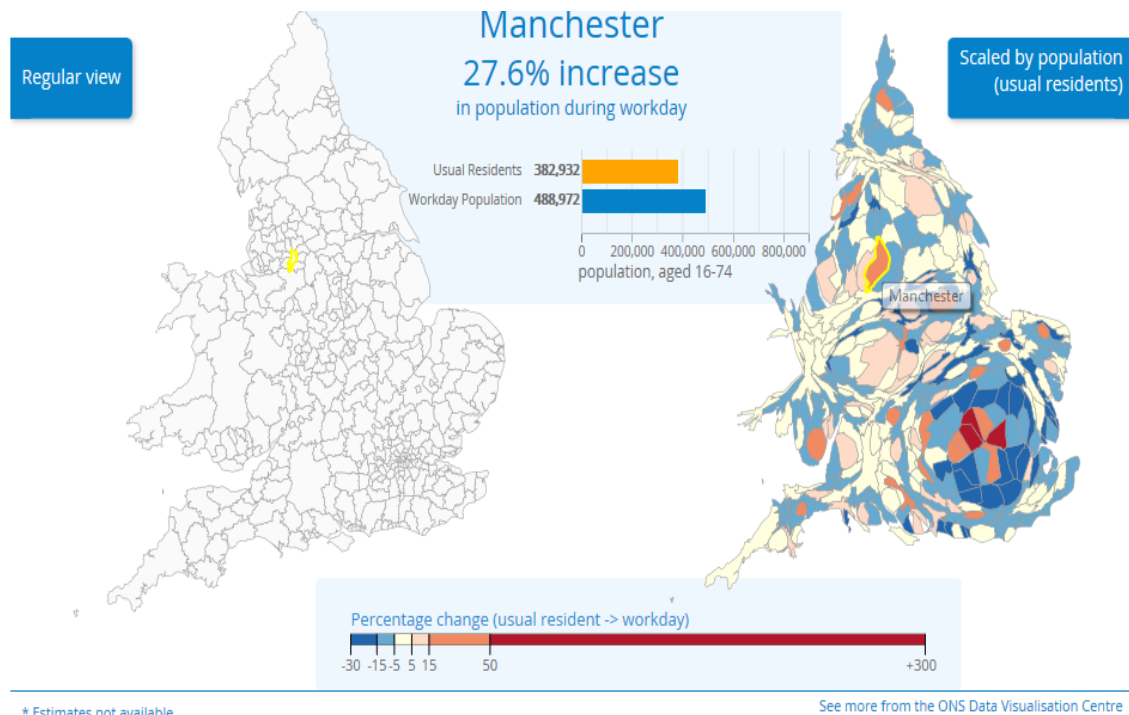 Manchester
27.6% increase
in population during workday
Regular view
Scaled by population
(usual residents)
Usual Residents 382,932
Workday Population 488,972
0 200,000 400,000 600,000 800,000
population, aged 16-74
Manchester
Percentage change (usual resident -> workday)
-30 -15 -5 5 15 50 +300
* Estimates not available
See more from the ONS Data Visualisation Centre